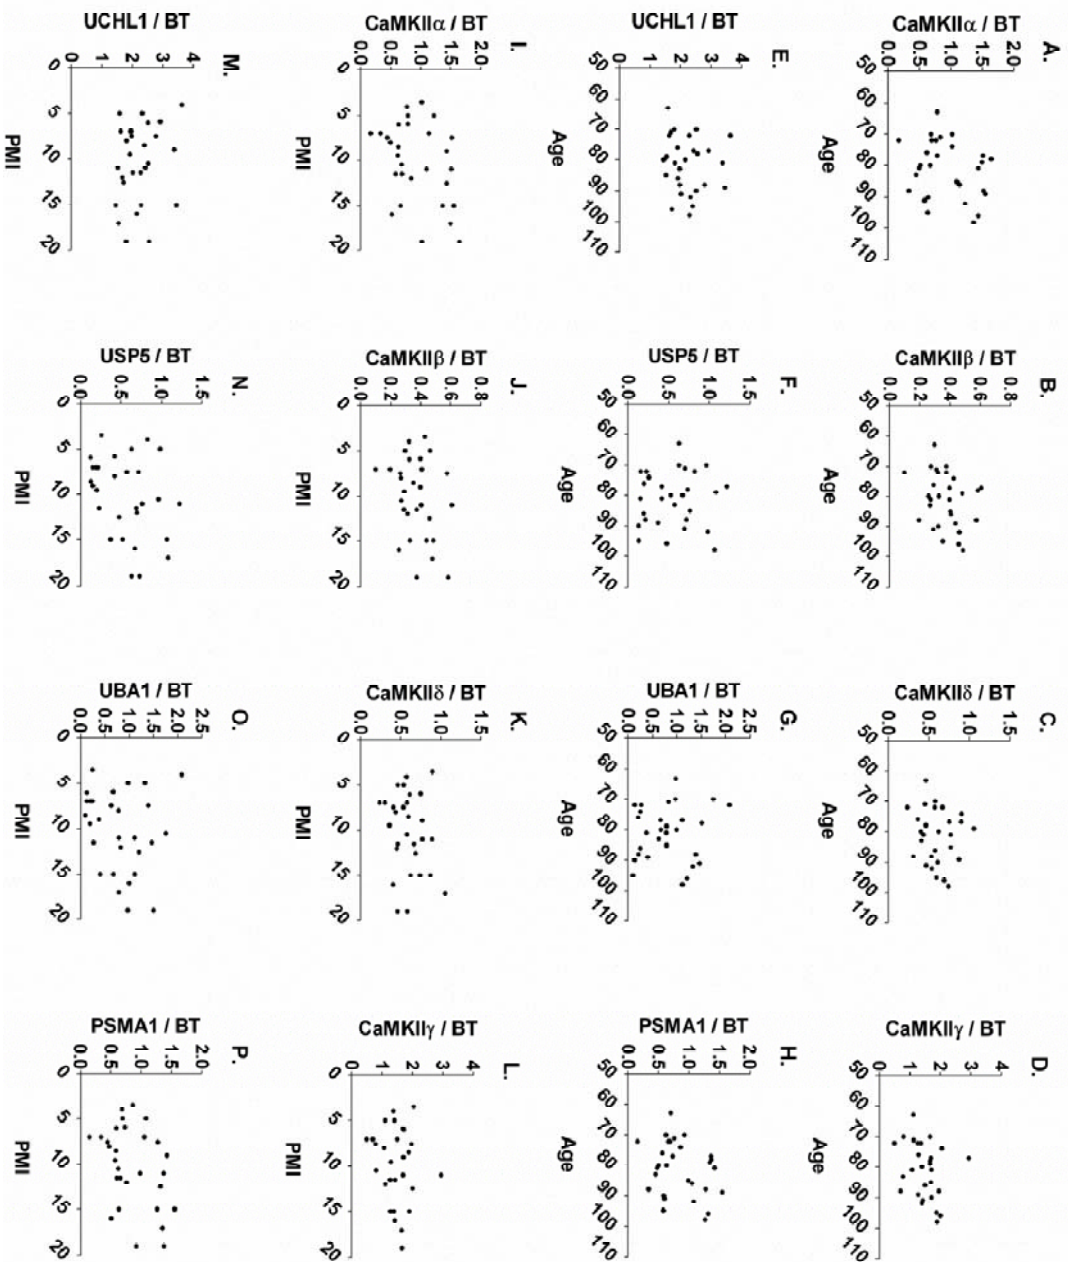 A.
CaMKIIα / BT
2.0
1.5
1.0
0.5
0.0
50 60 70 80 90 100 110
Age
B.
CaMKIIβ / BT
0.8
0.6
0.4
0.2
0.0
50 60 70 80 90 100 110
Age
C.
CaMKIIδ / BT
1.5
1.0
0.5
0.0
50 60 70 80 90 100 110
Age
D.
CaMKIIγ / BT
4
3
2
1
0
50 60 70 80 90 100 110
Age
E.
UCHL1 / BT
4
3
2
1
0
50 60 70 80 90 100 110
Age
F.
USP5 / BT
1.5
1.0
0.5
0.0
50 60 70 80 90 100 110
Age
G.
UBA1 / BT
2.5
2.0
1.5
1.0
0.5
0.0
50 60 70 80 90 100 110
Age
H.
PSMA1 / BT
2.0
1.5
1.0
0.5
0.0
50 60 70 80 90 100 110
Age
I.
CaMKIIα / BT
2.0
1.5
1.0
0.5
0.0
0 5 10 15 20
PMI
J.
CaMKIIβ / BT
0.8
0.6
0.4
0.2
0.0
0 5 10 15 20
PMI
K.
CaMKIIδ / BT
1.5
1.0
0.5
0.0
0 5 10 15 20
PMI
L.
CaMKIIγ / BT
4
3
2
1
0
0 5 10 15 20
PMI
M.
UCHL1 / BT
4
3
2
1
0
0 5 10 15 20
PMI
N.
USP5 / BT
1.5
1.0
0.5
0.0
0 5 10 15 20
PMI
O.
UBA1 / BT
2.5
2.0
1.5
1.0
0.5
0.0
0 5 10 15 20
PMI
P.
PSMA1 / BT
2.0
1.5
1.0
0.5
0.0
0 5 10 15 20
PMI